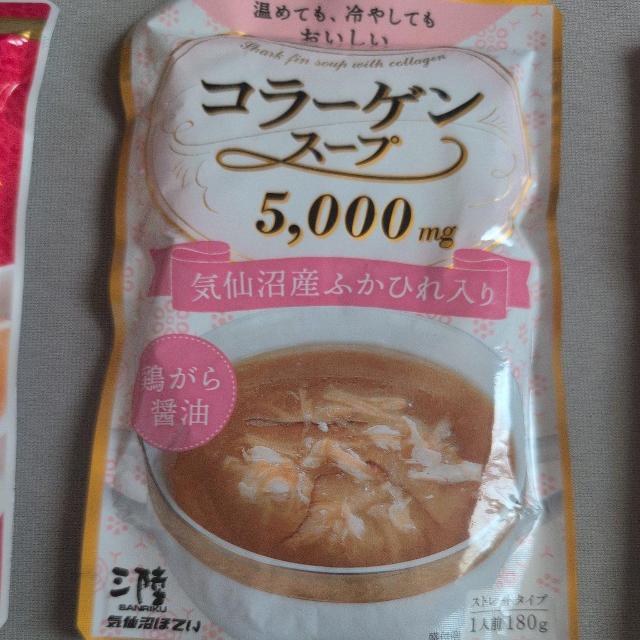 温めても、冷やしても
おいしい
Shark fin soup with collagen
コラーゲン
スープ
5,000mg
気仙沼産ふかひれ入り
鶏がら
醤油
三陸
SANRIKU
気仙沼ほてい
ストレートタイプ
1人前180g